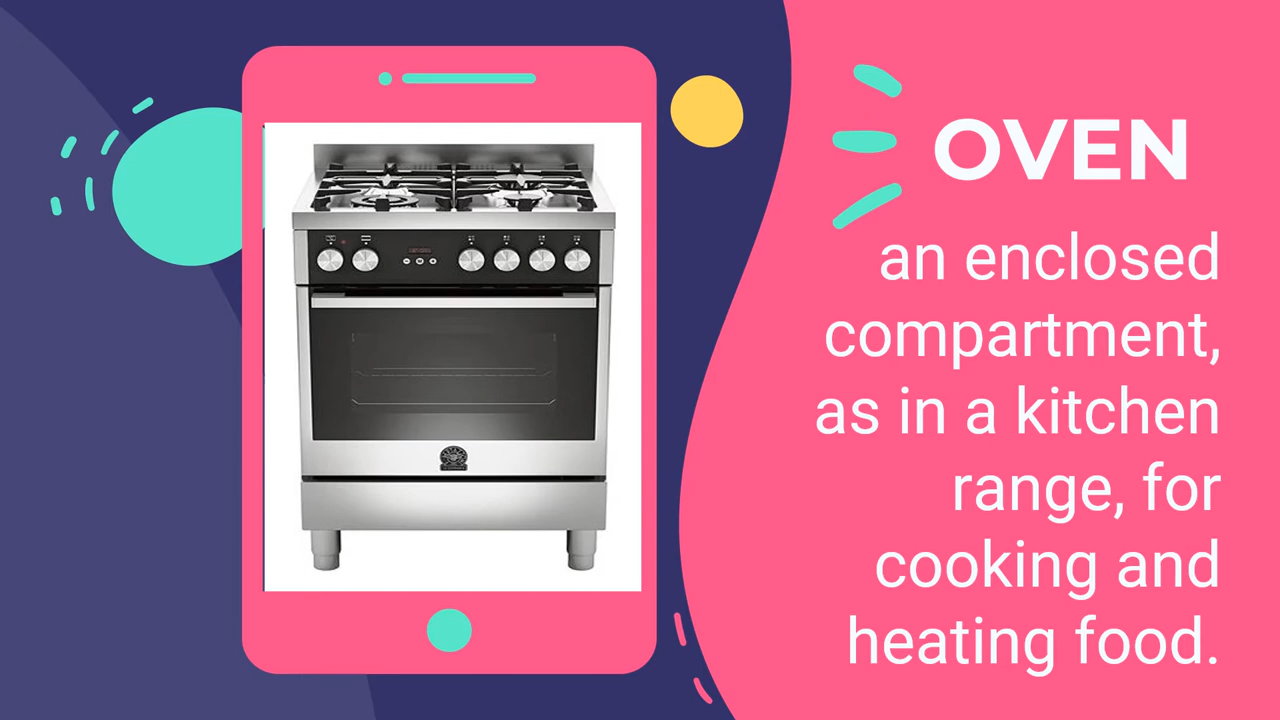 OVEN
an enclosed
compartment,
as in a kitchen
range, for
cooking and
heating food.